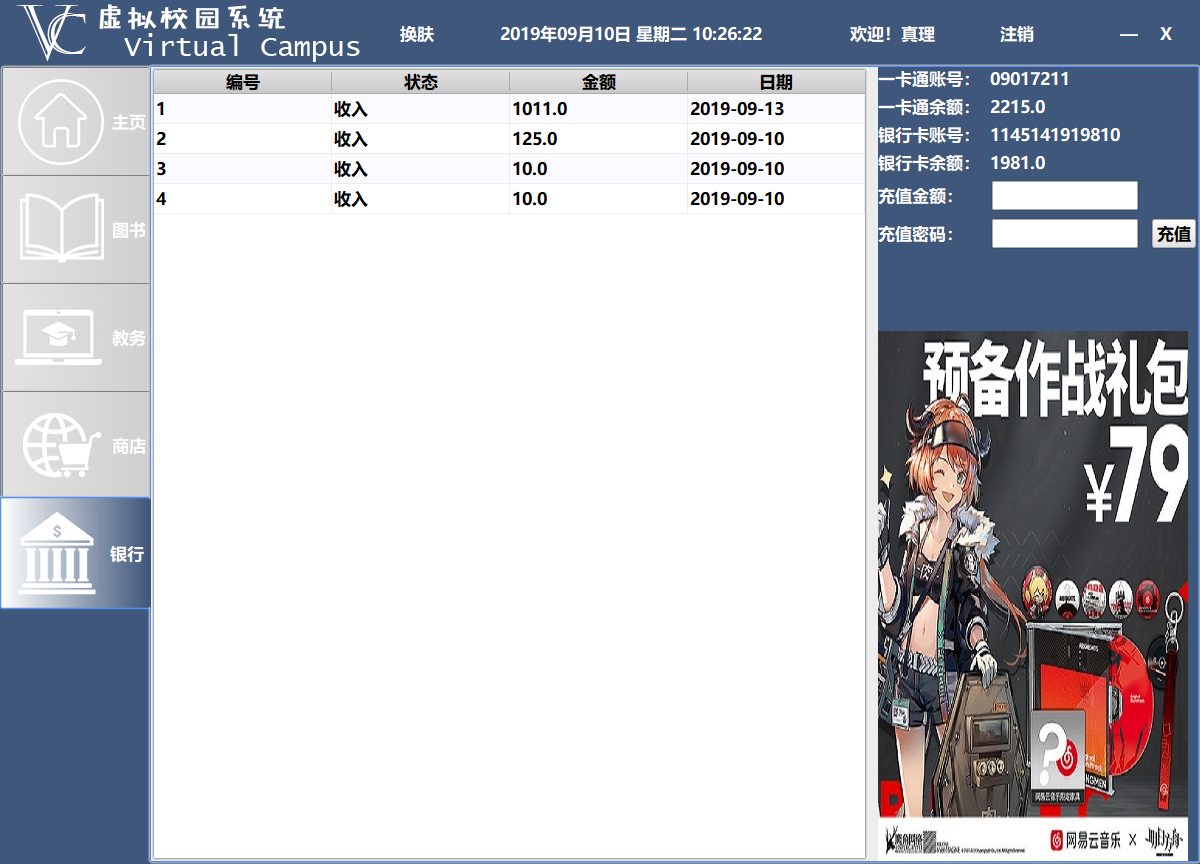 VC 虚拟校园系统
Virtual Campus
换肤
2019年09月10日 星期二 10:26:22
欢迎！真理
注销
— X
主页
图书
教务
商店
$
银行
编号 状态 金额 日期
1 收入 1011.0 2019-09-13
2 收入 125.0 2019-09-10
3 收入 10.0 2019-09-10
4 收入 10.0 2019-09-10
一卡通账号： 09017211
一卡通余额： 2215.0
银行卡账号： 1145141919810
银行卡余额： 1981.0
充值金额：
充值密码：
充值
预备作战礼包
¥79
肉
?
网易云音乐 × 明日方舟